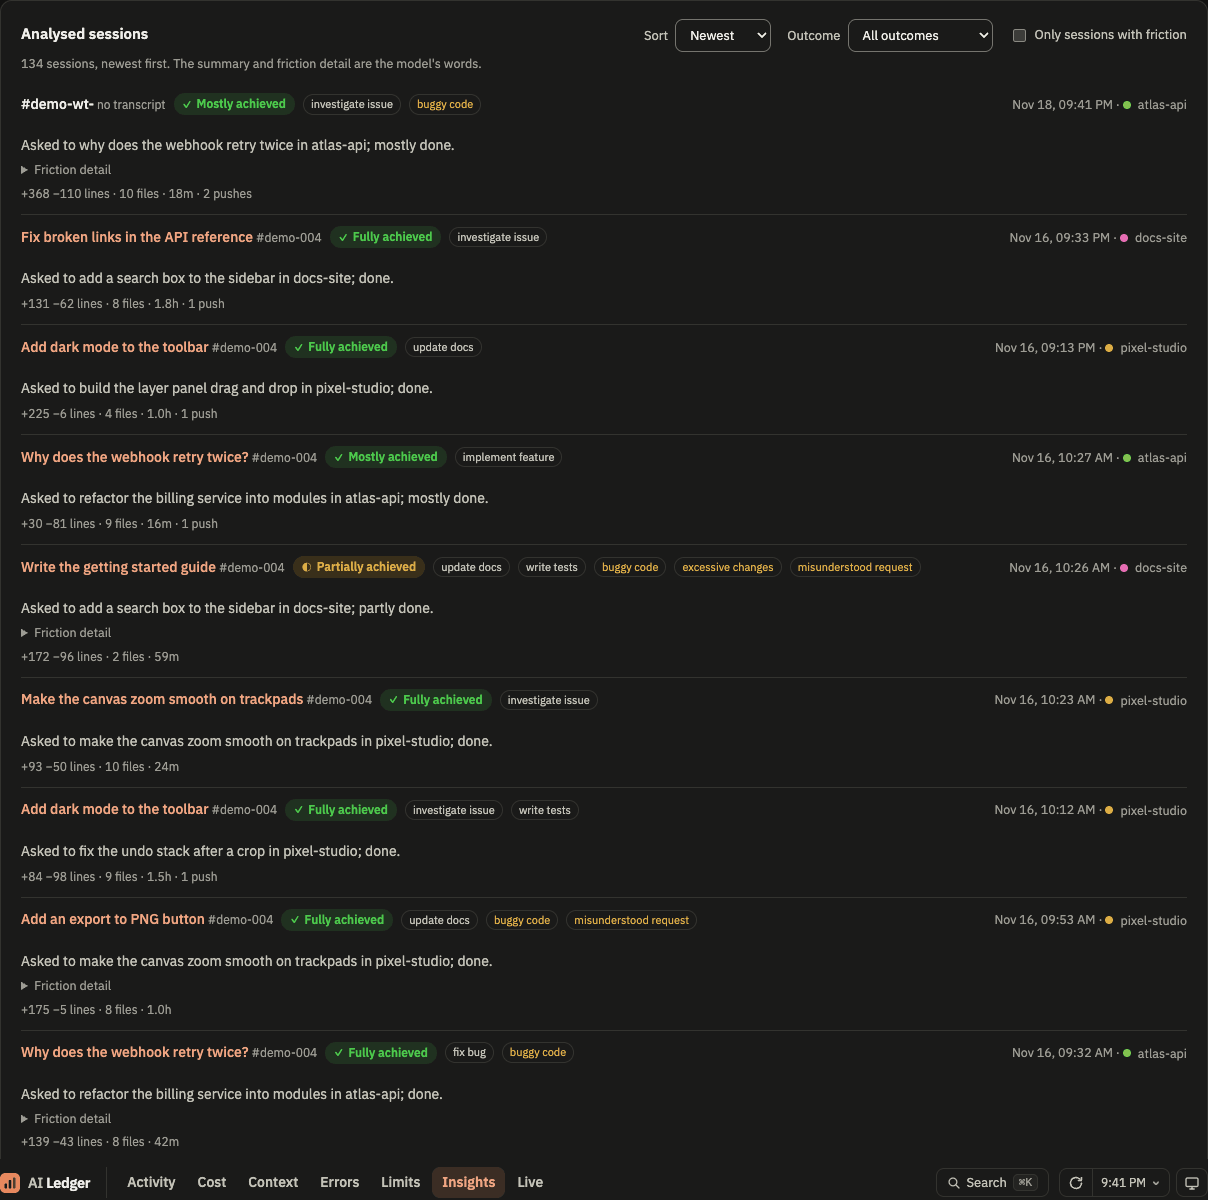 Analysed sessions
Sort Newest Outcome All outcomes Only sessions with friction
134 sessions, newest first. The summary and friction detail are the model's words.
#demo-wt- no transcript ✓ Mostly achieved investigate issue buggy code Nov 18, 09:41 PM · atlas-api
Asked to why does the webhook retry twice in atlas-api; mostly done.
Friction detail
+368 −110 lines · 10 files · 18m · 2 pushes
Fix broken links in the API reference #demo-004 ✓ Fully achieved investigate issue Nov 16, 09:33 PM · docs-site
Asked to add a search box to the sidebar in docs-site; done.
+131 −62 lines · 8 files · 1.8h · 1 push
Add dark mode to the toolbar #demo-004 ✓ Fully achieved update docs Nov 16, 09:13 PM · pixel-studio
Asked to build the layer panel drag and drop in pixel-studio; done.
+225 −6 lines · 4 files · 1.0h · 1 push
Why does the webhook retry twice? #demo-004 ✓ Mostly achieved implement feature Nov 16, 10:27 AM · atlas-api
Asked to refactor the billing service into modules in atlas-api; mostly done.
+30 −81 lines · 9 files · 16m · 1 push
Write the getting started guide #demo-004 Partially achieved update docs write tests buggy code excessive changes misunderstood request Nov 16, 10:26 AM · docs-site
Asked to add a search box to the sidebar in docs-site; partly done.
Friction detail
+172 −96 lines · 2 files · 59m
Make the canvas zoom smooth on trackpads #demo-004 ✓ Fully achieved investigate issue Nov 16, 10:23 AM · pixel-studio
Asked to make the canvas zoom smooth on trackpads in pixel-studio; done.
+93 −50 lines · 10 files · 24m
Add dark mode to the toolbar #demo-004 ✓ Fully achieved investigate issue write tests Nov 16, 10:12 AM · pixel-studio
Asked to fix the undo stack after a crop in pixel-studio; done.
+84 −98 lines · 9 files · 1.5h · 1 push
Add an export to PNG button #demo-004 ✓ Fully achieved update docs buggy code misunderstood request Nov 16, 09:53 AM · pixel-studio
Asked to make the canvas zoom smooth on trackpads in pixel-studio; done.
Friction detail
+175 −5 lines · 8 files · 1.0h
Why does the webhook retry twice? #demo-004 ✓ Fully achieved fix bug buggy code Nov 16, 09:32 AM · atlas-api
Asked to refactor the billing service into modules in atlas-api; done.
Friction detail
+139 −43 lines · 8 files · 42m
AI Ledger Activity Cost Context Errors Limits Insights Live Search ⌘K 9:41 PM